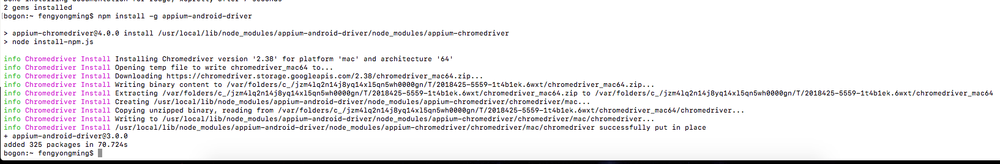 Done installing documentation for rouge, xcpretty after 7 seconds
2 gems installed
[bogon:~ fengyongming$ npm install -g appium-android-driver
> appium-chromedriver@4.0.0 install /usr/local/lib/node_modules/appium-android-driver/node_modules/appium-chromedriver
> node install-npm.js
info Chromedriver Install Installing Chromedriver version '2.38' for platform 'mac' and architecture '64'
info Chromedriver Install Opening temp file to write chromedriver_mac64 to...
info Chromedriver Install Downloading https://chromedriver.storage.googleapis.com/2.38/chromedriver_mac64.zip...
info Chromedriver Install Writing binary content to /var/folders/c_/jzm4lq2n14j8yq14xl5qn5wh0000gn/T/2018425-5559-1t4b1ek.6wxt/chromedriver_mac64.zip...
info Chromedriver Install Extracting /var/folders/c_/jzm4lq2n14j8yq14xl5qn5wh0000gn/T/2018425-5559-1t4b1ek.6wxt/chromedriver_mac64.zip to /var/folders/c_/jzm4lq2n14j8yq14xl5qn5wh0000gn/T/2018425-5559-1t4b1ek.6wxt/chromedriver_mac64
info Chromedriver Install Creating /usr/local/lib/node_modules/appium-android-driver/node_modules/appium-chromedriver/chromedriver/mac...
info Chromedriver Install Copying unzipped binary, reading from /var/folders/c_/jzm4lq2n14j8yq14xl5qn5wh0000gn/T/2018425-5559-1t4b1ek.6wxt/chromedriver_mac64/chromedriver...
info Chromedriver Install Writing to /usr/local/lib/node_modules/appium-android-driver/node_modules/appium-chromedriver/chromedriver/mac/chromedriver...
info Chromedriver Install /usr/local/lib/node_modules/appium-android-driver/node_modules/appium-chromedriver/chromedriver/mac/chromedriver successfully put in place
+ appium-android-driver@3.0.0
added 325 packages in 70.724s
bogon:~ fengyongming$